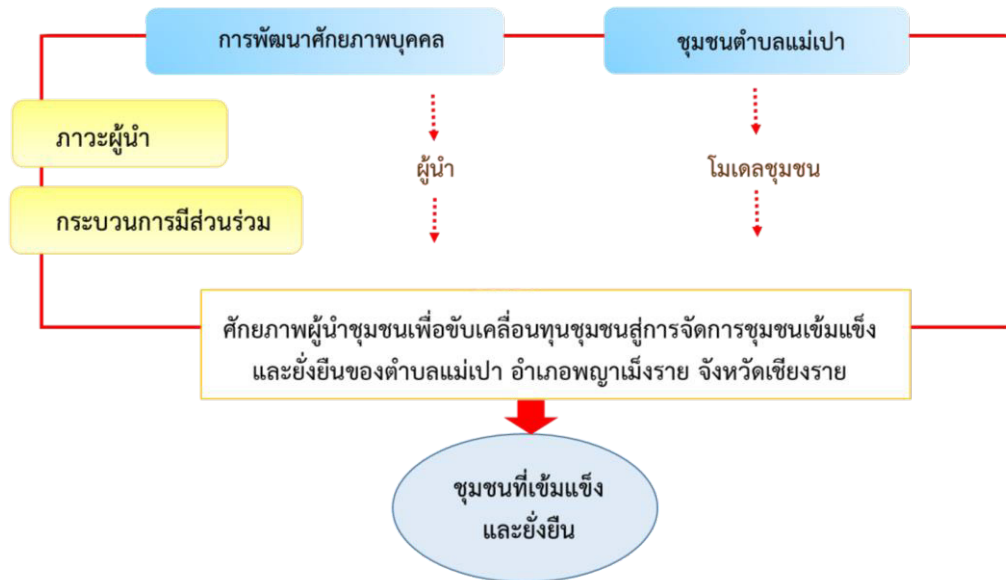 การพัฒนาศักยภาพบุคคล
ชุมชนตำบลแม่เปา
ภาวะผู้นำ
ผู้นำ
โมเดลชุมชน
กระบวนการมีส่วนร่วม
ศักยภาพผู้นำชุมชนเพื่อขับเคลื่อนทุนชุมชนสู่การจัดการชุมชนเข้มแข็ง
และยั่งยืนของตำบลแม่เปา อำเภอพญาเม็งราย จังหวัดเชียงราย
ชุมชนที่เข้มแข็ง
และยั่งยืน